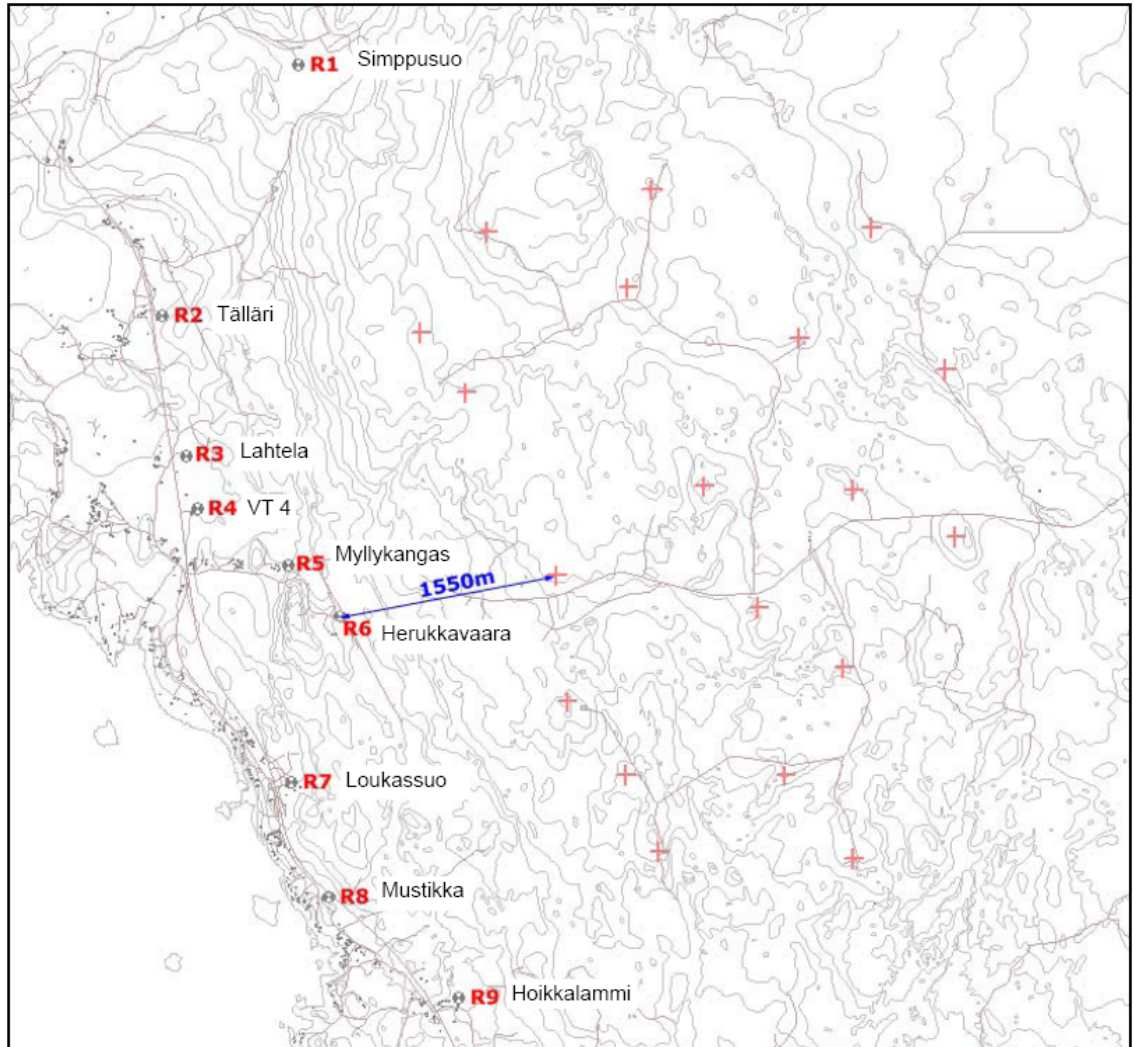 R1 Simppusuo
R2 Tälläri
R3 Lahtela
R4 VT 4
R5 Myllykangas
1550m
R6 Herukkavaara
R7 Loukassuo
R8 Mustikka
R9 Hoikkalammi